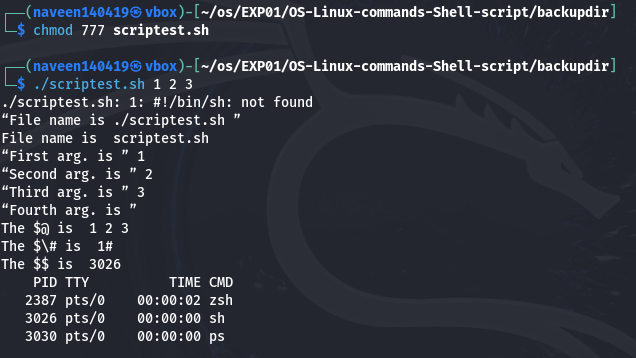 ┌──(naveen140419㉿vbox)-[~/os/EXP01/OS-Linux-commands-Shell-script/backupdir]
└─$ chmod 777 scriptest.sh
┌──(naveen140419㉿vbox)-[~/os/EXP01/OS-Linux-commands-Shell-script/backupdir]
└─$ ./scriptest.sh 1 2 3
./scriptest.sh: 1: #!/bin/sh: not found
“File name is ./scriptest.sh ”
File name is  scriptest.sh
“First arg. is ” 1
“Second arg. is ” 2
“Third arg. is ” 3
“Fourth arg. is ”
The $@ is  1 2 3
The $\# is  1#
The $$ is  3026
    PID TTY          TIME CMD
   2387 pts/0    00:00:02 zsh
   3026 pts/0    00:00:00 sh
   3030 pts/0    00:00:00 ps